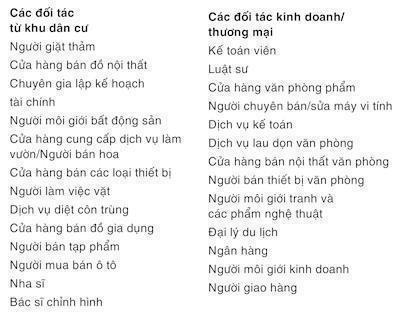 Các đối tác
từ khu dân cư
Người giặt thảm
Cửa hàng bán đồ nội thất
Chuyên gia lập kế hoạch
tài chính
Người môi giới bất động sản
Cửa hàng cung cấp dịch vụ làm
vườn/Người bán hoa
Cửa hàng bán các loại thiết bị
Người làm việc vặt
Dịch vụ diệt côn trùng
Cửa hàng bán đồ gia dụng
Người bán tạp phẩm
Người mua bán ô tô
Nha sĩ
Bác sĩ chỉnh hình
Các đối tác kinh doanh/
thương mại
Kế toán viên
Luật sư
Cửa hàng văn phòng phẩm
Người chuyên bán/sửa máy vi tính
Dịch vụ kế toán
Dịch vụ lau dọn văn phòng
Cửa hàng bán nội thất văn phòng
Người bán thiết bị văn phòng
Người môi giới tranh và
các phẩm nghệ thuật
Đại lý du lịch
Ngân hàng
Người môi giới kinh doanh
Người giao hàng